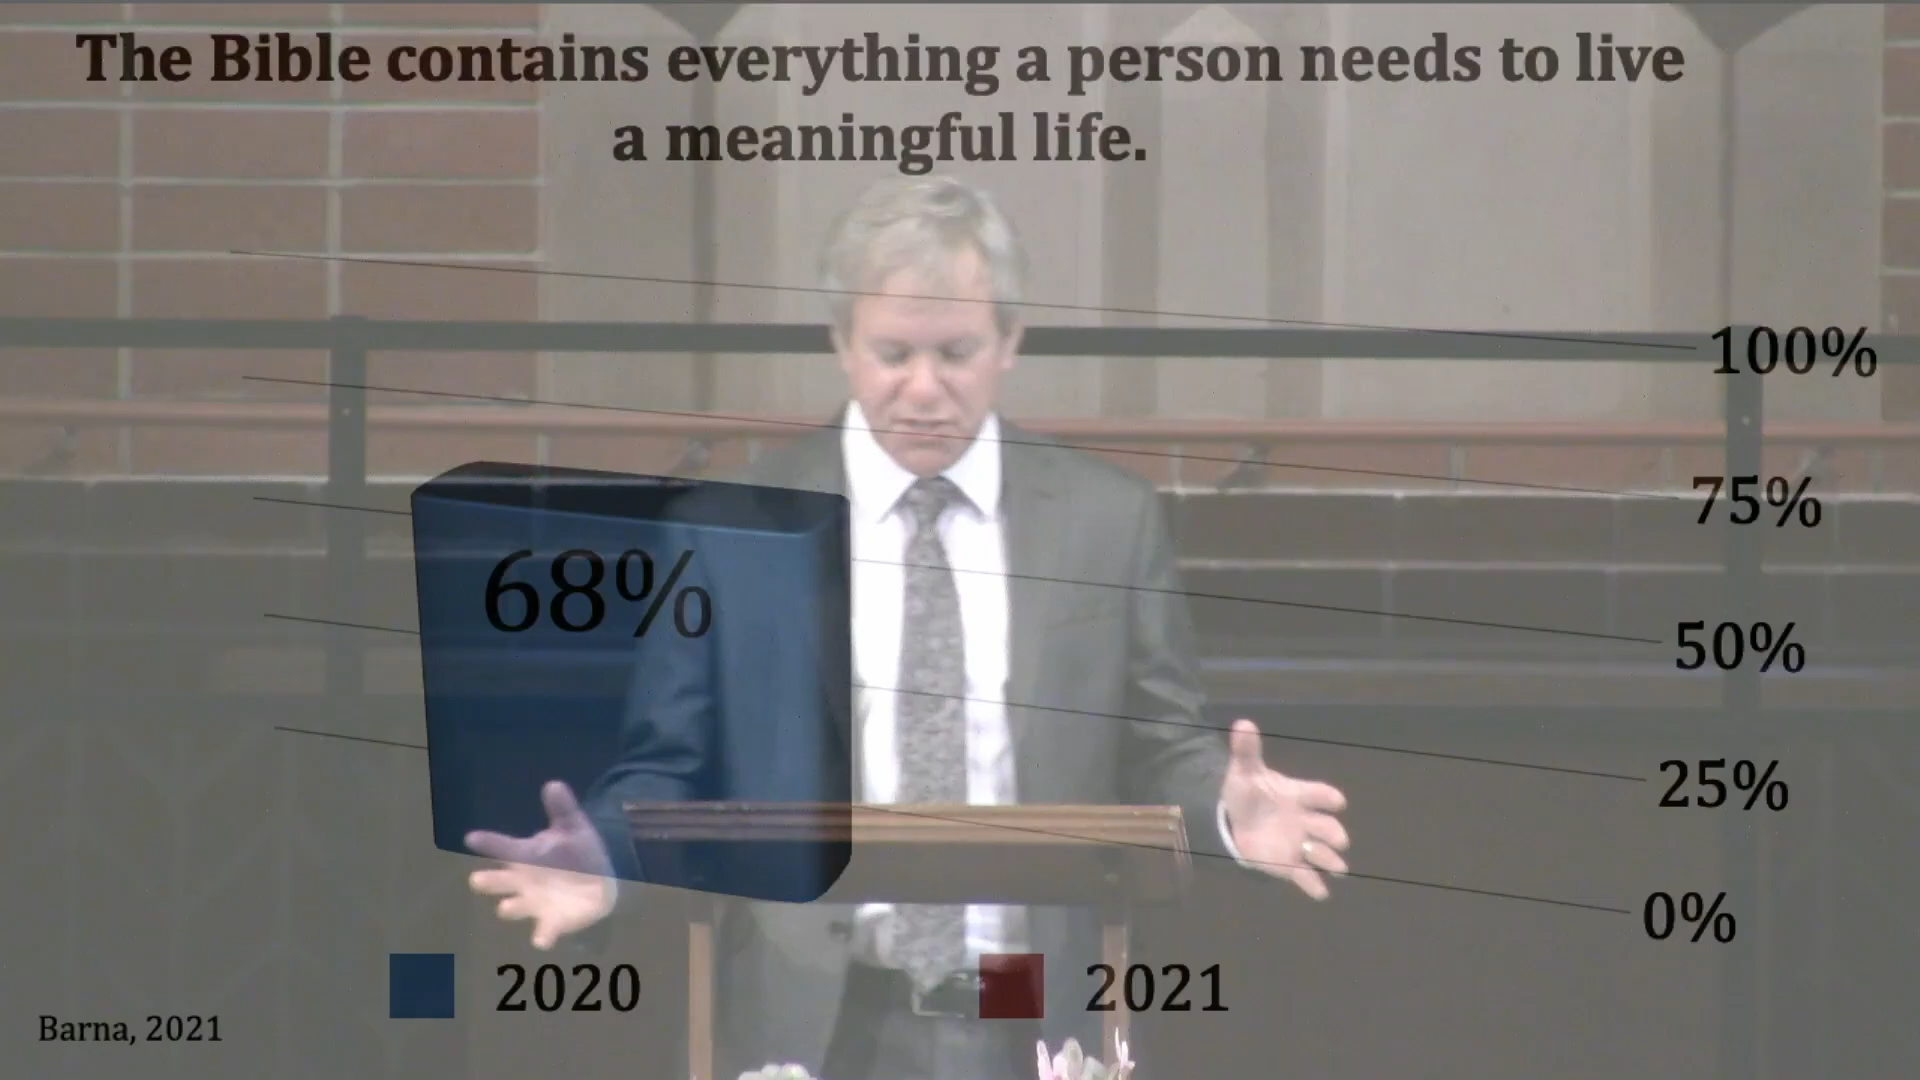 The Bible contains everything a person needs to live
a meaningful life.
100%
75%
68%
50%
25%
0%
2020
2021
Barna, 2021